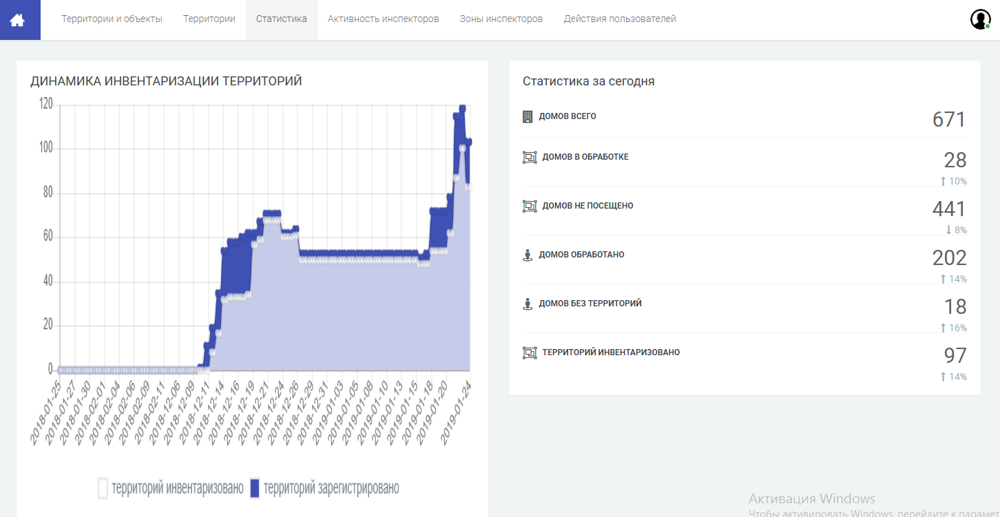 Территории и объекты Территории Статистика Активность инспекторов Зоны инспекторов Действия пользователей
ДИНАМИКА ИНВЕНТАРИЗАЦИИ ТЕРРИТОРИЙ
120
100
80
60
40
20
0
2018-01-25 2018-01-27 2018-01-30 2018-02-01 2018-02-04 2018-02-06 2018-02-09 2018-02-11 2018-12-06 2018-12-09 2018-12-11 2018-12-14 2018-12-16 2018-12-19 2018-12-21 2018-12-24 2018-12-26 2018-12-29 2018-12-31 2019-01-03 2019-01-05 2019-01-08 2019-01-10 2019-01-13 2019-01-15 2019-01-18 2019-01-20 2019-01-24
территорий инвентаризовано территорий зарегистрировано
Статистика за сегодня
ДОМОВ ВСЕГО 671
ДОМОВ В ОБРАБОТКЕ 28
↑ 10%
ДОМОВ НЕ ПОСЕЩЕНО 441
↓ 8%
ДОМОВ ОБРАБОТАНО 202
↑ 14%
ДОМОВ БЕЗ ТЕРРИТОРИЙ 18
↑ 16%
ТЕРРИТОРИЙ ИНВЕНТАРИЗОВАНО 97
↑ 14%
Активация Windows
Чтобы активировать Windows, перейдите к парамет